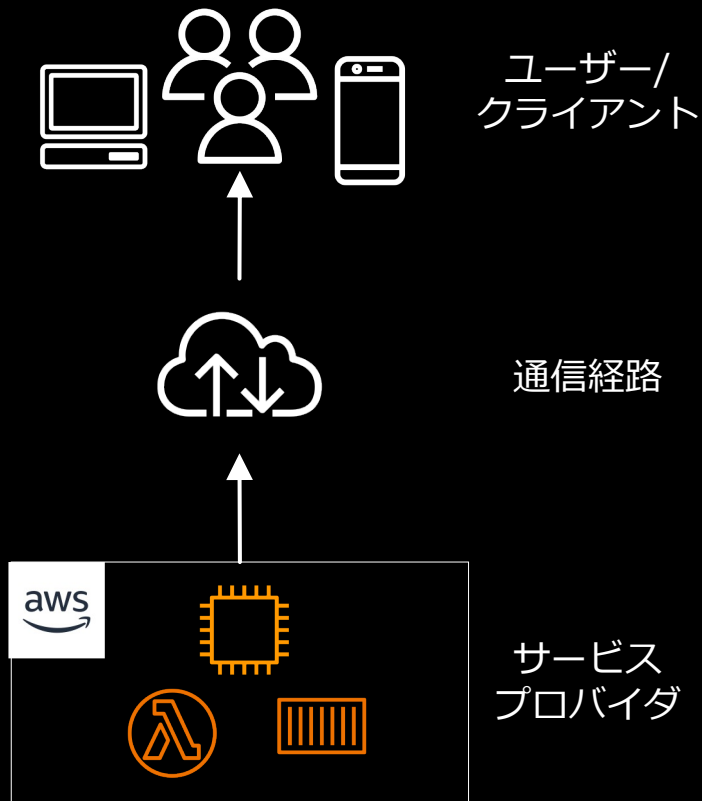 ユーザー/
クライアント
通信経路
aws
サービス
プロバイダ